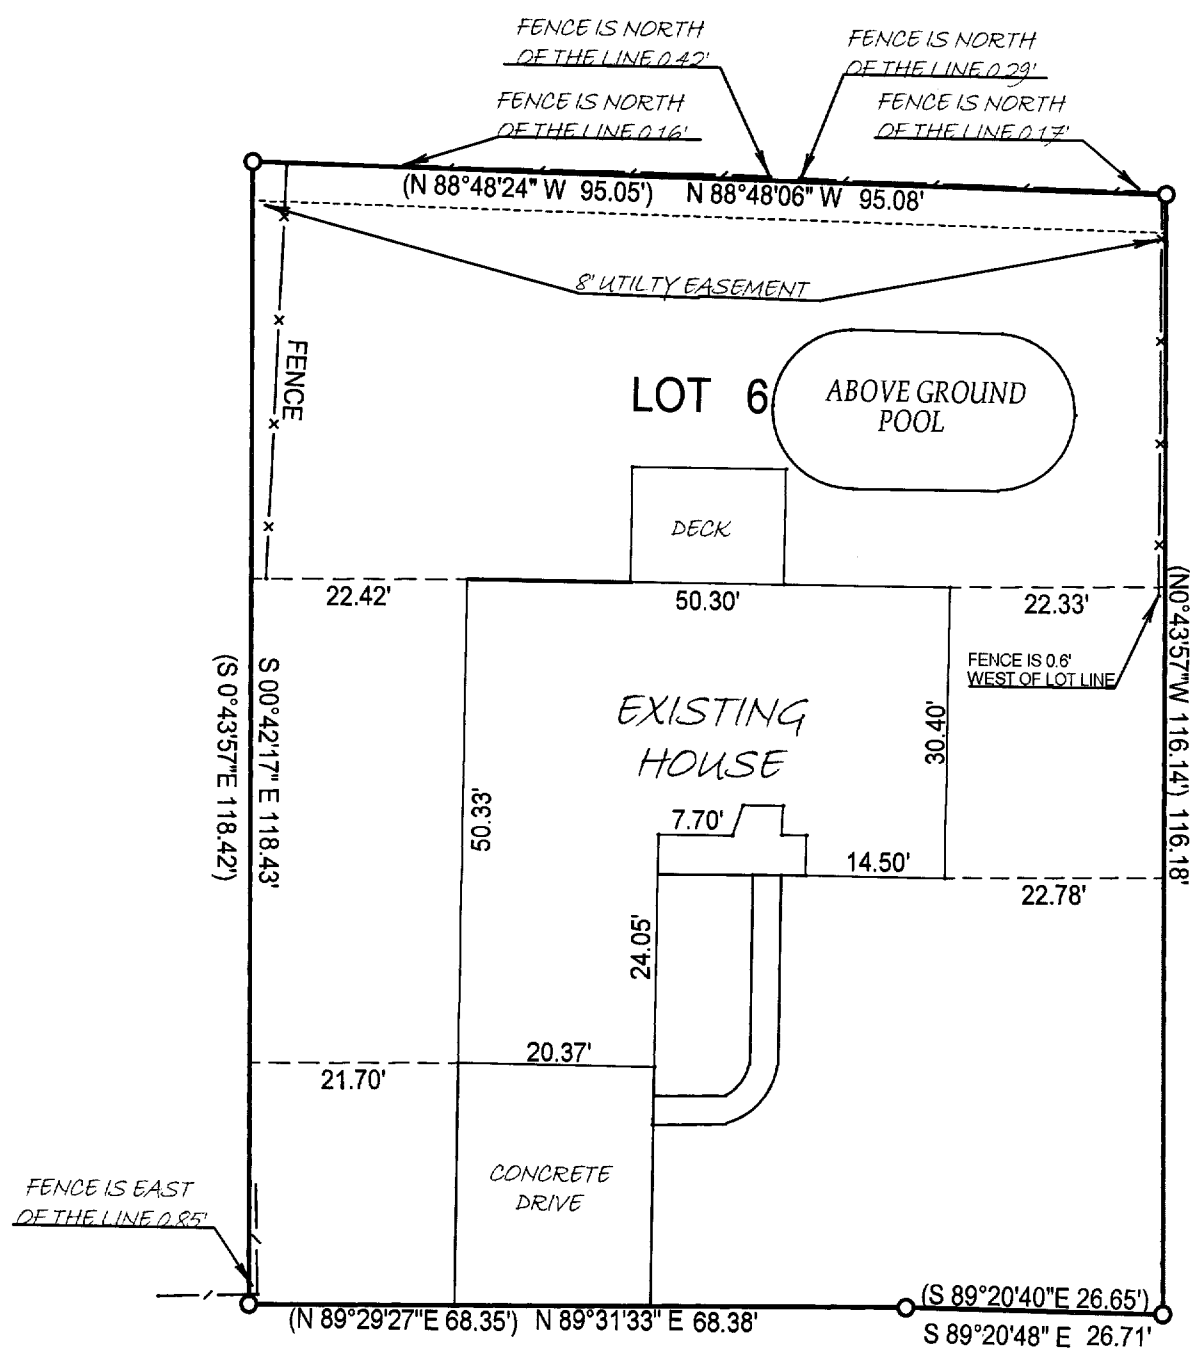 FENCE IS NORTH
OF THE LINE 0.42'
FENCE IS NORTH
OF THE LINE 0.29'
FENCE IS NORTH
OF THE LINE 0.16'
FENCE IS NORTH
OF THE LINE 0.17'
(N 88°48'24" W 95.05') N 88°48'06" W 95.08'
8' UTILTY EASEMENT
FENCE
LOT 6
ABOVE GROUND
POOL
DECK
22.42'
50.30'
22.33'
(N0°43'57"W 116.14') 116.18'
FENCE IS 0.6'
WEST OF LOT LINE
S 00°42'17" E 118.43'
(S 0°43'57"E 118.42')
EXISTING
HOUSE
30.40'
50.33'
7.70'
14.50'
22.78'
24.05'
20.37'
21.70'
CONCRETE
DRIVE
FENCE IS EAST
OF THE LINE 0.85'
(S 89°20'40"E 26.65')
(N 89°29'27"E 68.35') N 89°31'33" E 68.38'
S 89°20'48" E 26.71'